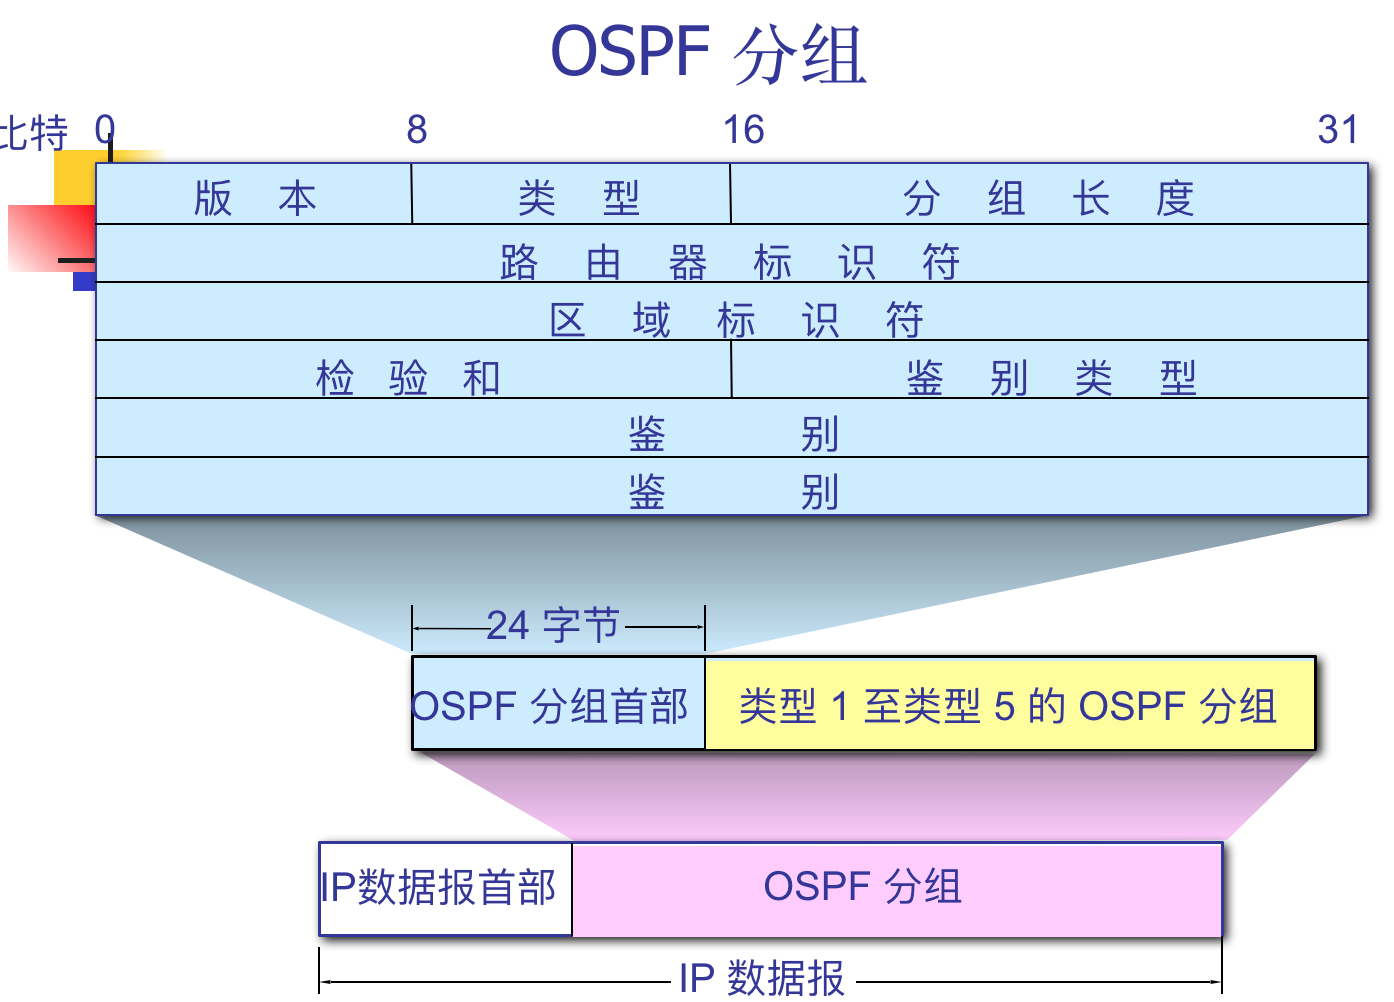 OSPF 分组
比特 0 8 16 31
版 本 类 型 分 组 长 度
路 由 器 标 识 符
区 域 标 识 符
检 验 和 鉴 别 类 型
鉴 别
鉴 别
24 字节
OSPF 分组首部 类型 1 至类型 5 的 OSPF 分组
IP数据报首部 OSPF 分组
IP 数据报